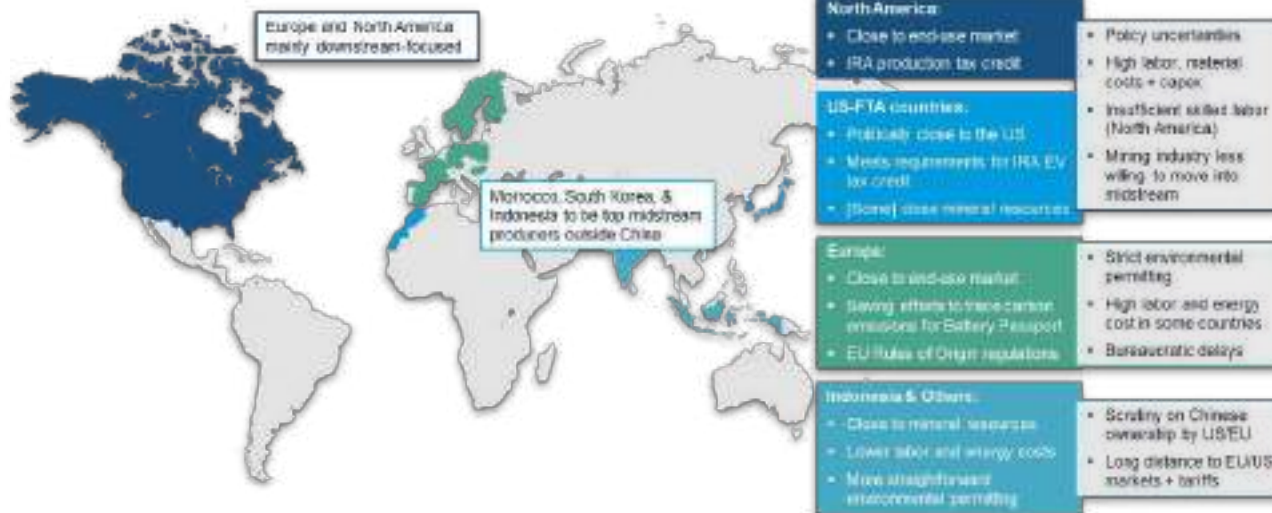 Europe and North America
mainly downstream-focused
Morocco, South Korea, &
Indonesia to be top midstream
producers outside China
North America:
• Close to end-use market
• IRA production tax credit
US-FTA countries:
• Politically close to the US
• Meets requirements for IRA EV
tax credit
• [Some] close mineral resources
• Policy uncertainties
• High labor, material
costs + capex
• Insufficient skilled labor
(North America)
• Mining industry less
willing to move into
midstream
Europe:
• Close to end-use market
• Saving efforts to trace carbon
emissions for Battery Passport
• EU Rules of Origin regulations
• Strict environmental
permitting
• High labor and energy
cost in some countries
• Bureaucratic delays
Indonesia & Others:
• Close to mineral resources
• Lower labor and energy costs
• More straightforward
environmental permitting
• Scrutiny on Chinese
ownership by US/EU
• Long distance to EU/US
markets + tariffs